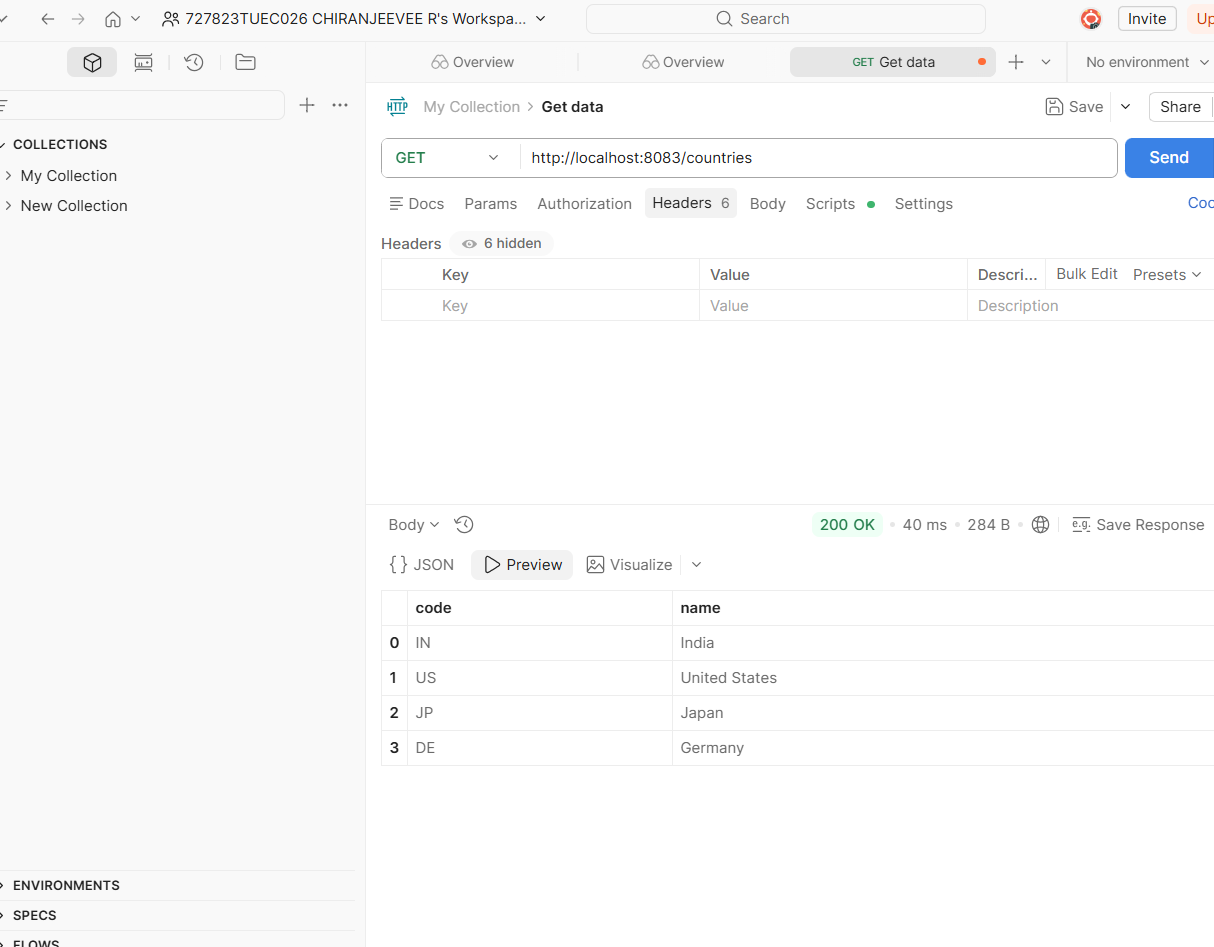 727823TUEC026 CHIRANJEEVEE R's Workspa...
Search
Invite
Up
Overview
Overview
GET Get data
No environment
HTTP
My Collection > Get data
Save
Share
COLLECTIONS
My Collection
New Collection
GET
http://localhost:8083/countries
Send
Docs
Params
Authorization
Headers 6
Body
Scripts
Settings
Coo
Headers
6 hidden
Key
Value
Descri...
Bulk Edit
Presets
Key
Value
Description
Body
200 OK
40 ms
284 B
e.g.
Save Response
{ } JSON
Preview
Visualize
code
name
0
IN
India
1
US
United States
2
JP
Japan
3
DE
Germany
ENVIRONMENTS
SPECS
FLOWS